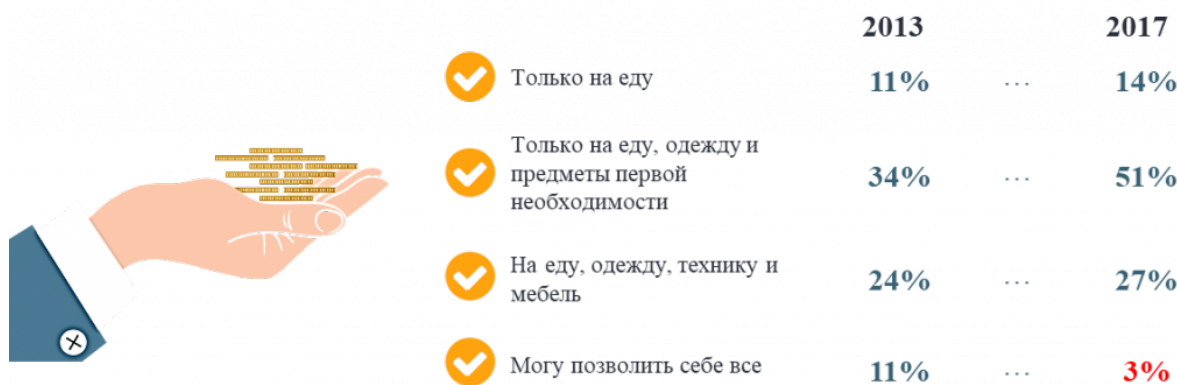 2013 ... 2017
Только на еду 11% ... 14%
Только на еду, одежду и
предметы первой 34% ... 51%
необходимости
На еду, одежду, технику и
мебель 24% ... 27%
Могу позволить себе все 11% ... 3%